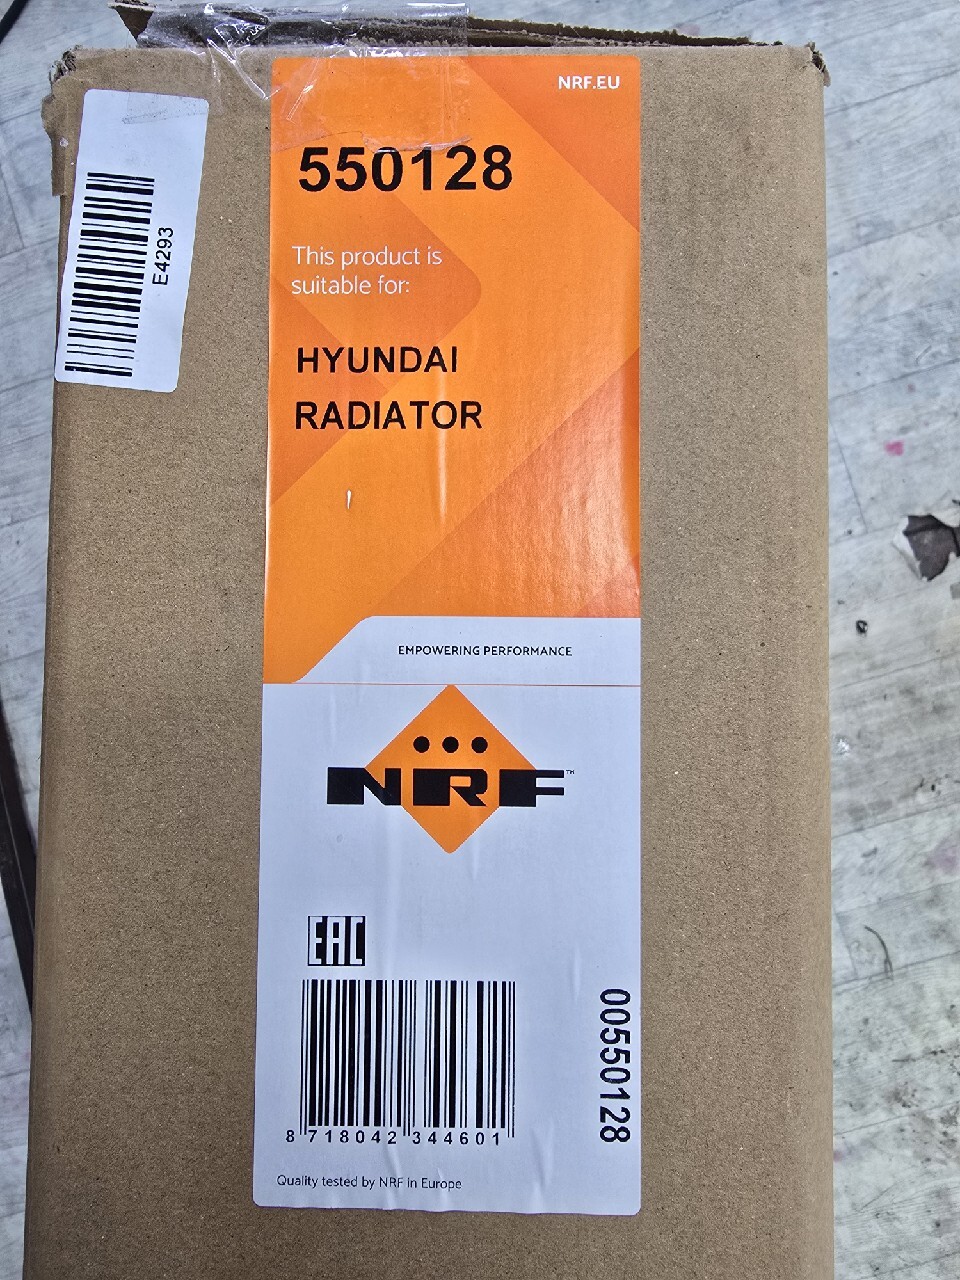 NRF.EU
550128
E4293
This product is
suitable for:
HYUNDAI
RADIATOR
EMPOWERING PERFORMANCE
NRF™
EAC
00550128
8 718042 344601
Quality tested by NRF in Europe